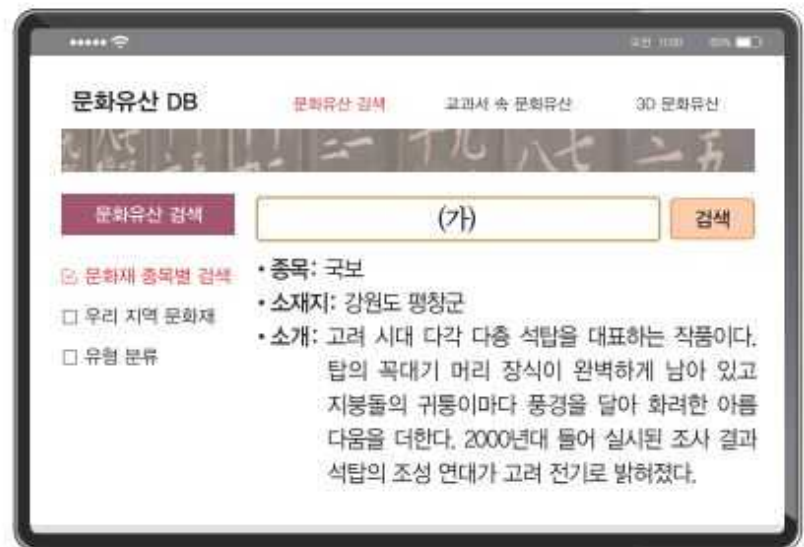 문화유산 DB
문화유산 검색 교과서 속 문화유산 3D 문화유산
문화유산 검색
(가) 검색
문화재 종목별 검색
우리 지역 문화재
유형 분류
• 종목: 국보
• 소재지: 강원도 평창군
• 소개: 고려 시대 다각 다층 석탑을 대표하는 작품이다.
탑의 꼭대기 머리 장식이 완벽하게 남아 있고
지붕돌의 귀퉁이마다 풍경을 달아 화려한 아름
다움을 더한다. 2000년대 들어 실시된 조사 결과
석탑의 조성 연대가 고려 전기로 밝혀졌다.